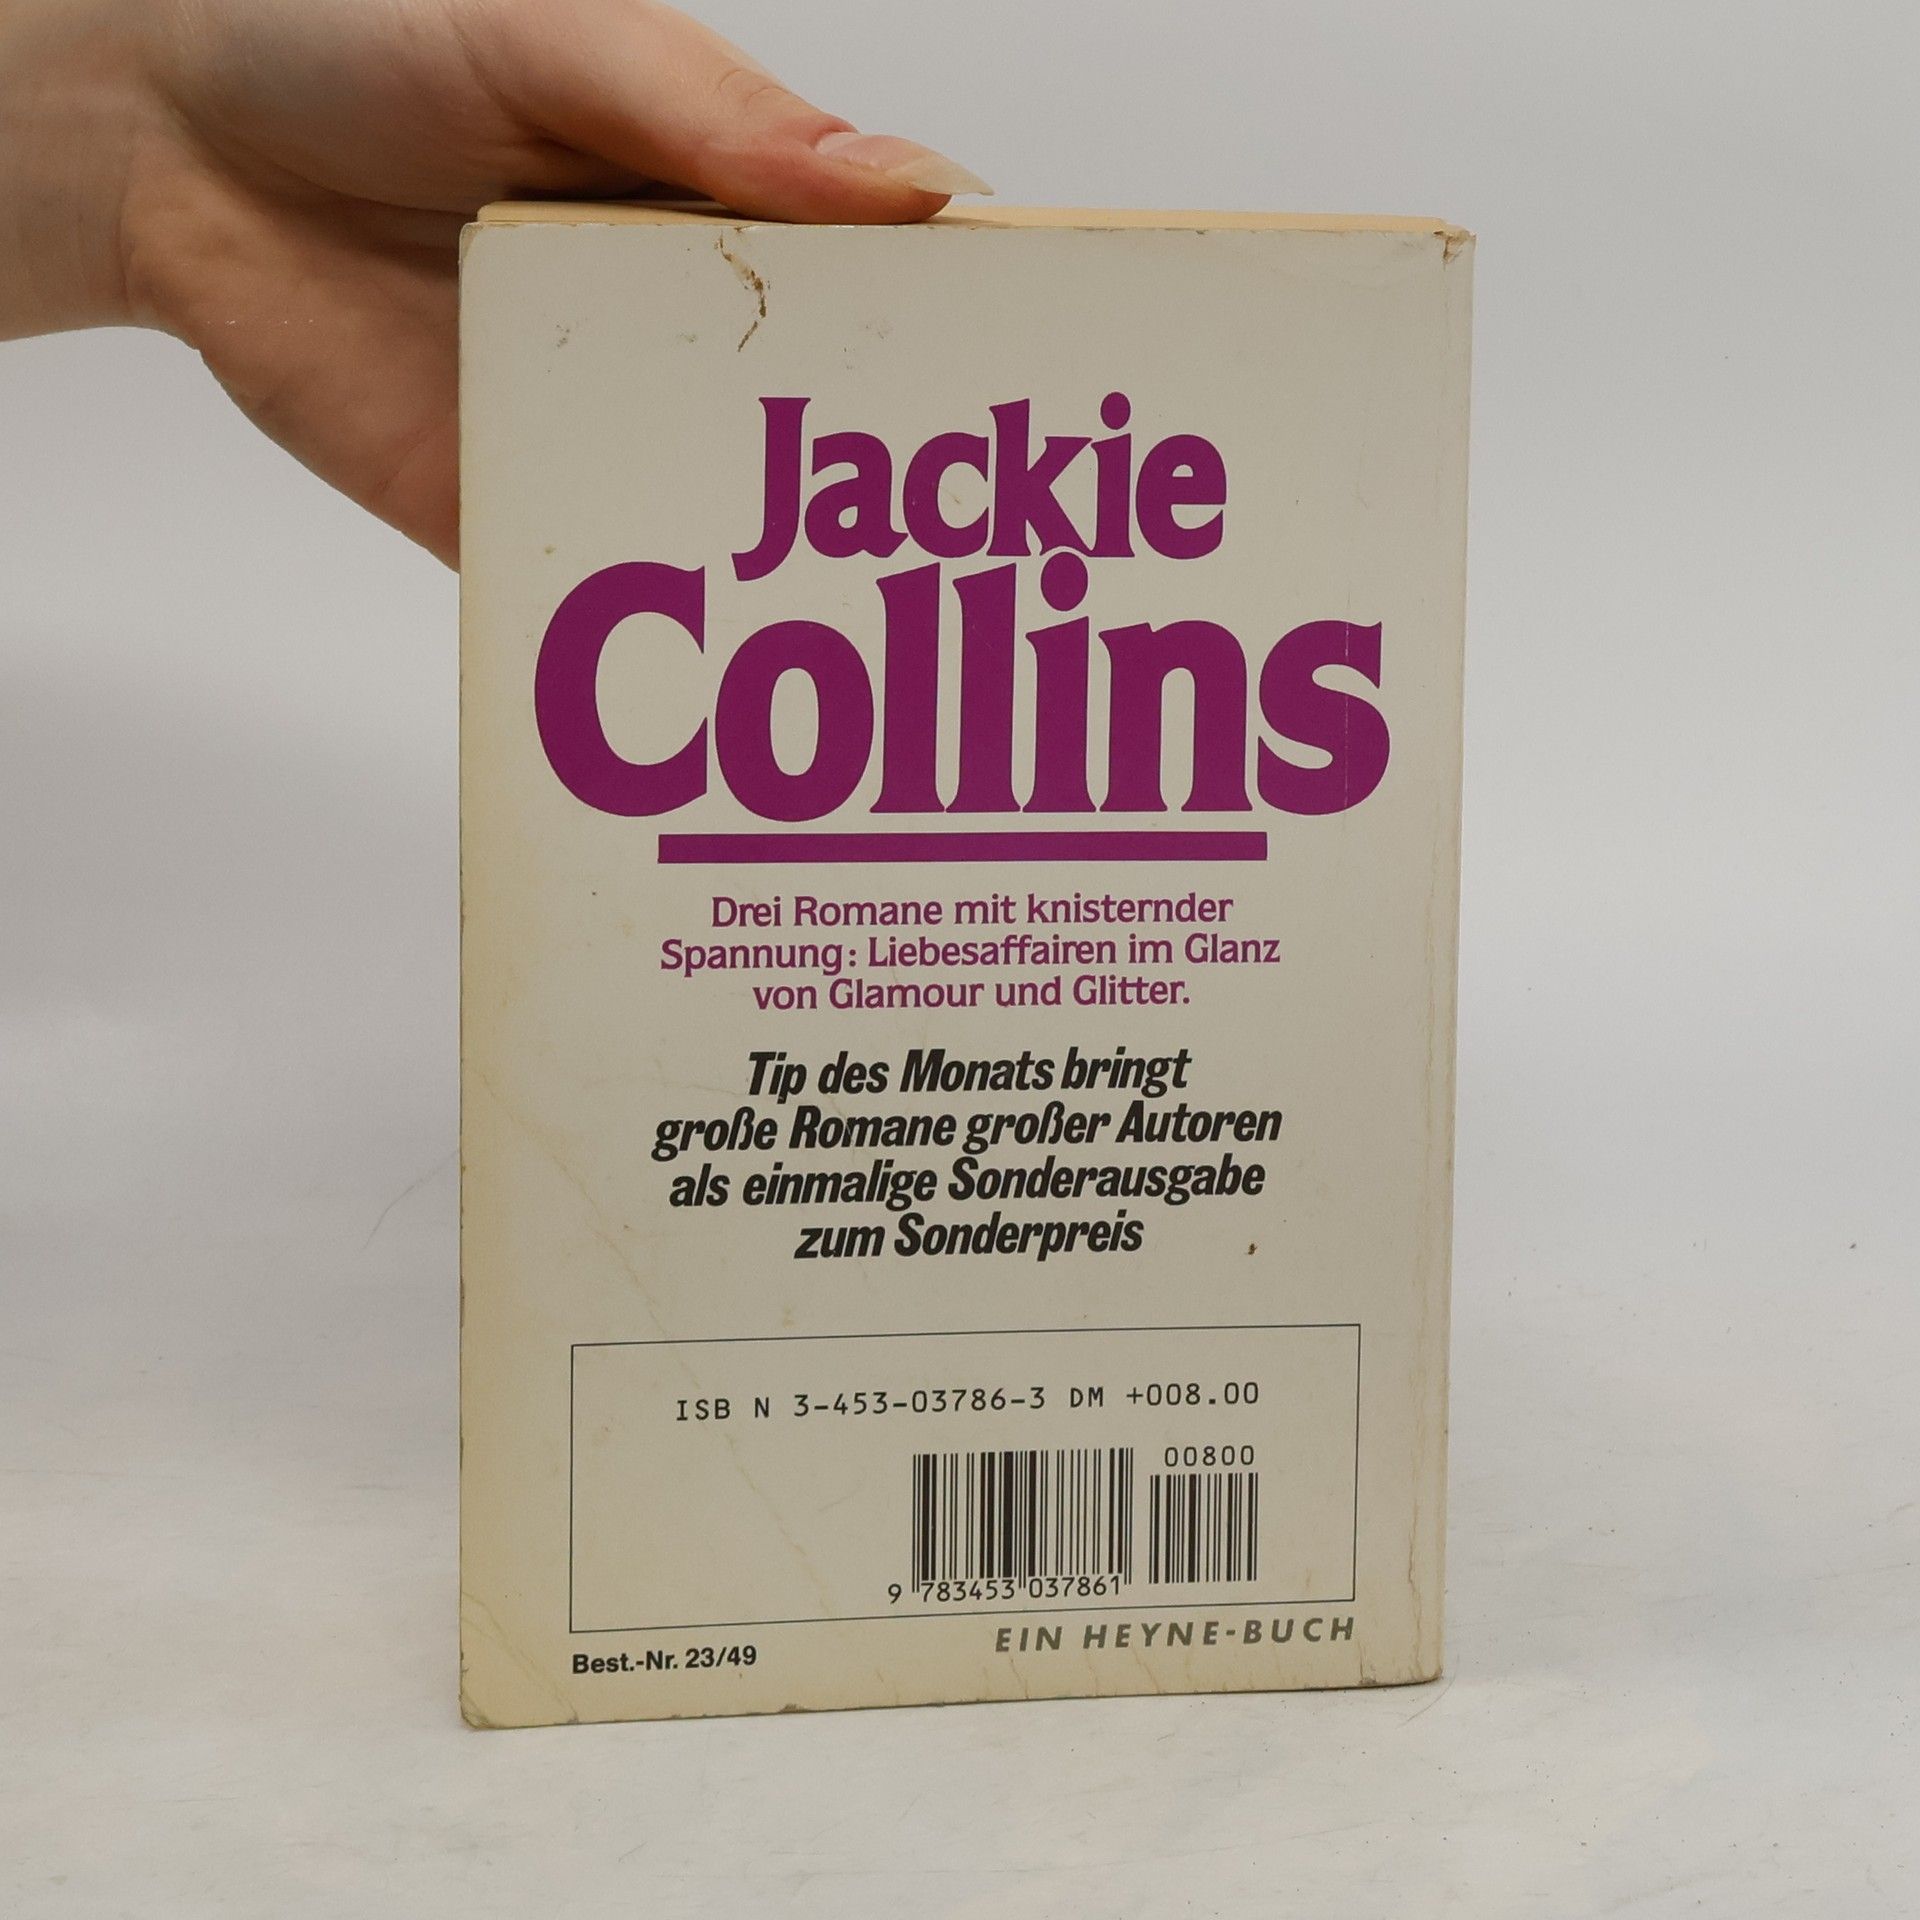 Jackie
Collins
Drei Romane mit knisternder
Spannung: Liebesaffairen im Glanz
von Glamour und Glitter.
Tip des Monats bringt
große Romane großer Autoren
als einmalige Sonderausgabe
zum Sonderpreis
ISB N 3-453-03786-3 DM +008.00
00800
9 783453 037861
EIN HEYNE-BUCH
Best.-Nr. 23/49